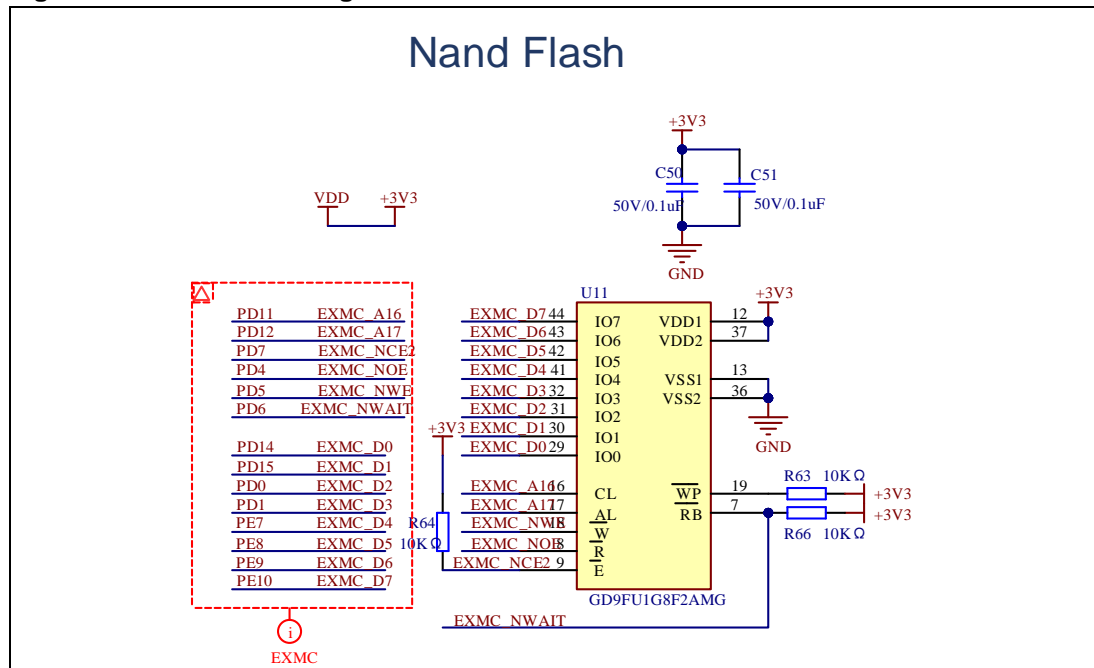 Nand Flash
+3V3
C50
C51
50V/0.1uF
50V/0.1uF
VDD
+3V3
GND
U11
+3V3
PD11 EXMC_A16
PD12 EXMC_A17
PD7 EXMC_NCE2
PD4 EXMC_NOE
PD5 EXMC_NWE
PD6 EXMC_NWAIT
PD14 EXMC_D0
PD15 EXMC_D1
PD0 EXMC_D2
PD1 EXMC_D3
PE7 EXMC_D4
PE8 EXMC_D5
PE9 EXMC_D6
PE10 EXMC_D7
i
EXMC
EXMC_D7 44 IO7
EXMC_D6 43 IO6
EXMC_D5 42 IO5
EXMC_D4 41 IO4
EXMC_D3 32 IO3
EXMC_D2 31 IO2
EXMC_D1 30 IO1
EXMC_D0 29 IO0
+3V3
R64
10KΩ
EXMC_A16 16 CL
EXMC_A17 17 AL
EXMC_NWE 18 W
EXMC_NOE 8 R
EXMC_NCE2 9 E
VDD1 12
VDD2 37
VSS1 13
VSS2 36
GND
WP 19
RB 7
R63 10KΩ
+3V3
+3V3
R66 10KΩ
GD9FU1G8F2AMG
EXMC_NWAIT